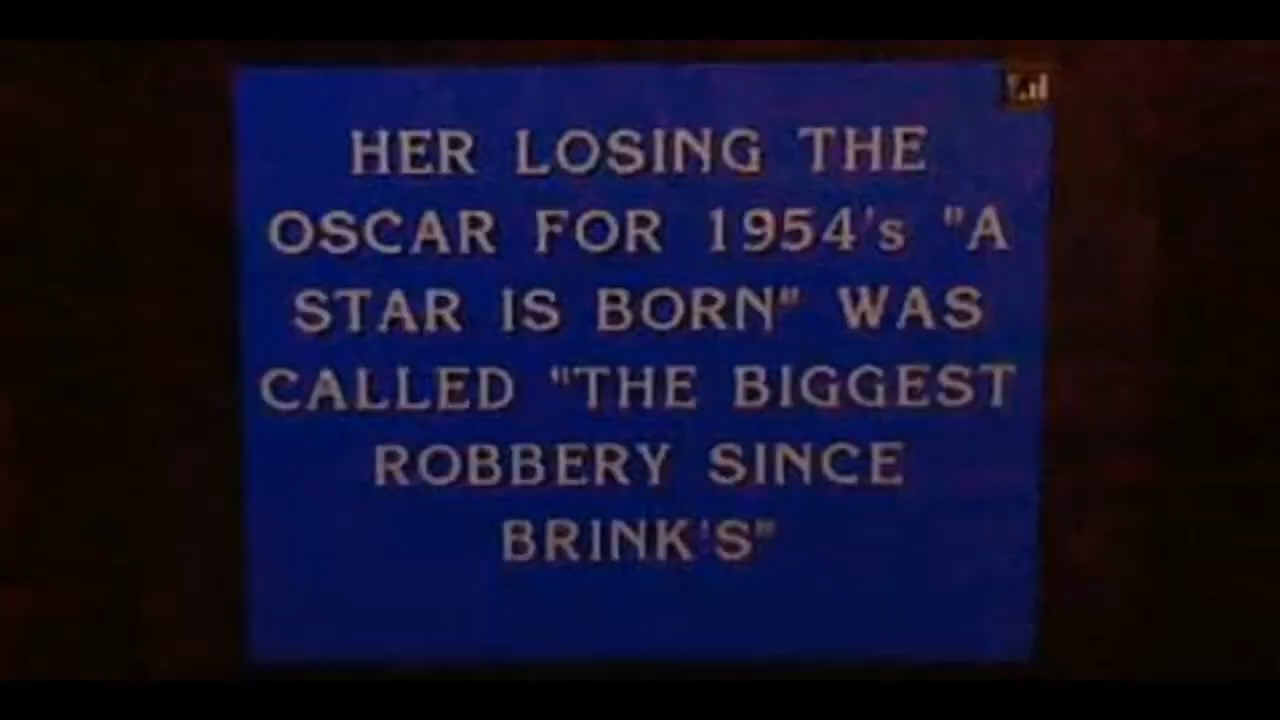 HER LOSING THE
OSCAR FOR 1954's "A
STAR IS BORN" WAS
CALLED "THE BIGGEST
ROBBERY SINCE
BRINK'S"